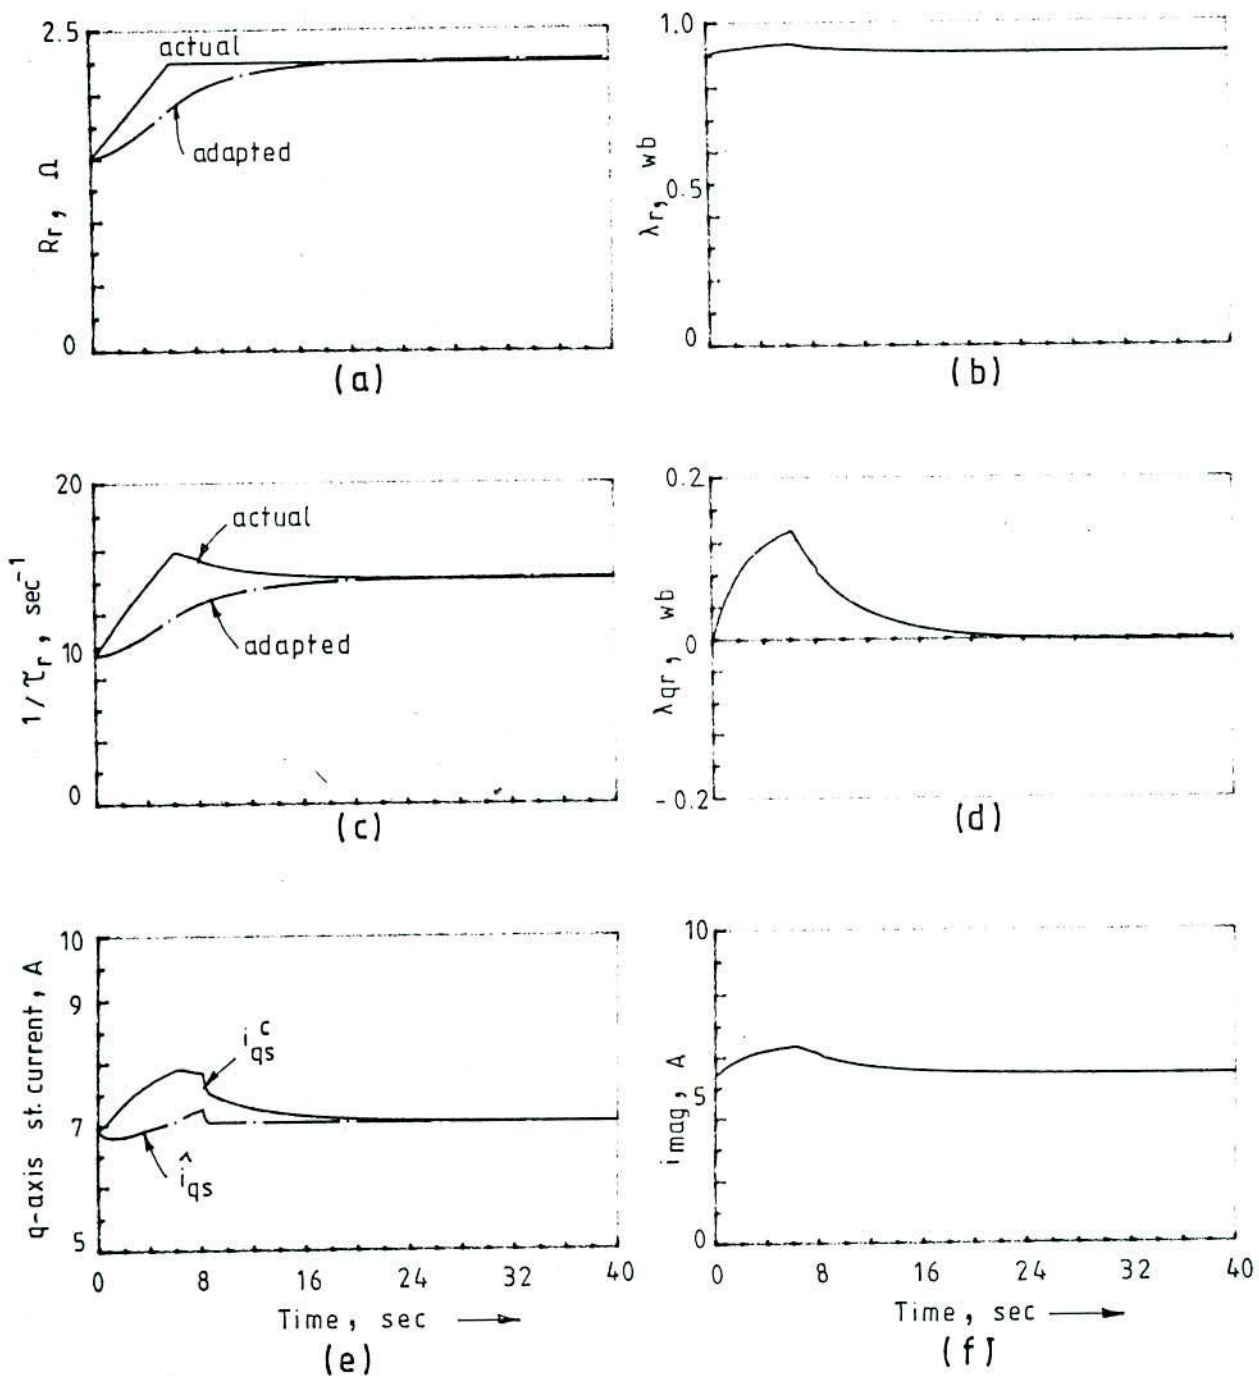 2.5
actual
adapted
0
Rr, Ω
(a)
1.0
0.5
0
λr, wb
(b)
20
actual
10
adapted
0
1/τr, sec⁻¹
(c)
0.2
0
-0.2
λqr, wb
(d)
10
9
7
5
q-axis st. current, A
i^c_qs
î_qs
0 8 16 24 32 40
Time, sec →
(e)
10
5
0
imag, A
0 8 16 24 32 40
Time, sec →
(f)